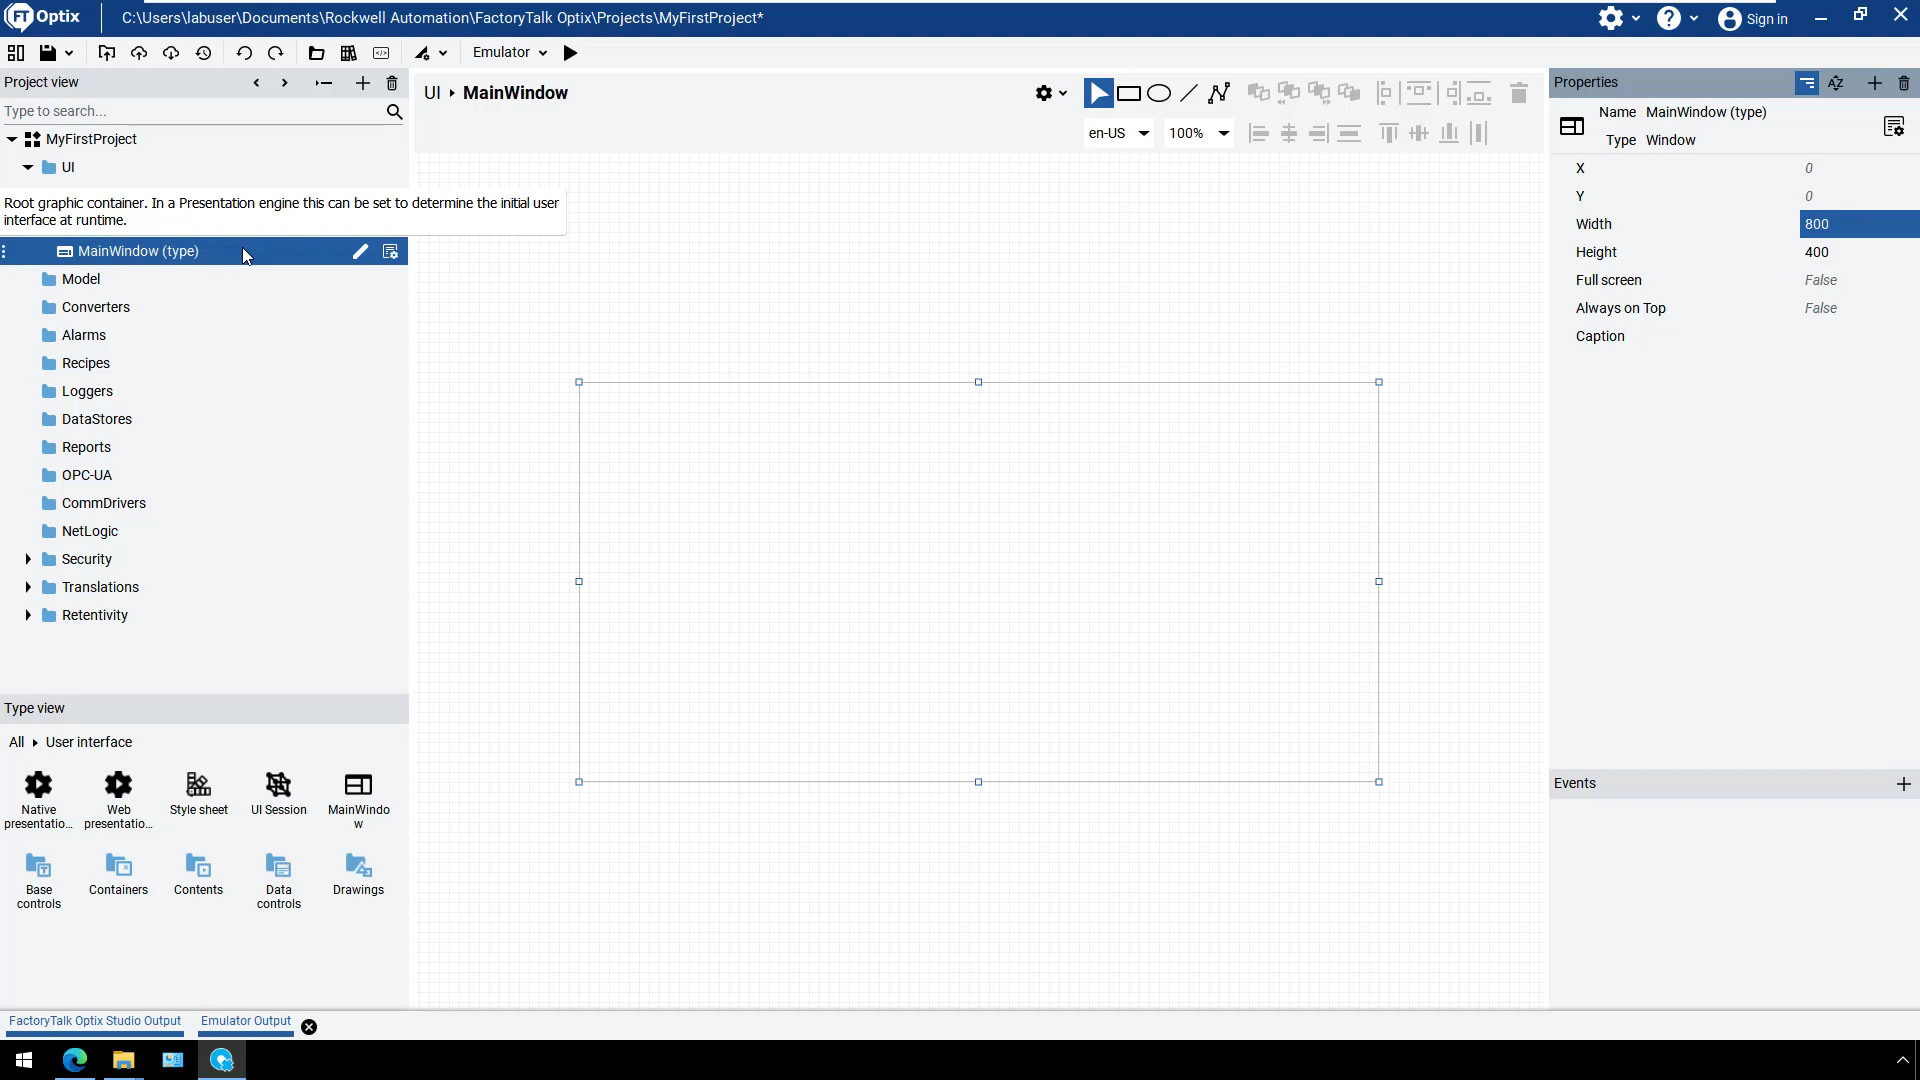 FT Optix
C:\Users\labuser\Documents\Rockwell Automation\FactoryTalk Optix\Projects\MyFirstProject*
Sign in
Emulator
Project view
Type to search...
MyFirstProject
UI
Root graphic container. In a Presentation engine this can be set to determine the initial user
interface at runtime.
MainWindow (type)
Model
Converters
Alarms
Recipes
Loggers
DataStores
Reports
OPC-UA
CommDrivers
NetLogic
Security
Translations
Retentivity
Type view
All
User interface
Native
presentatio...
Web
presentatio...
Style sheet
UI Session
MainWindo
w
Base
controls
Containers
Contents
Data
controls
Drawings
UI MainWindow
en-US
100%
Properties
Name MainWindow (type)
Type Window
X 0
Y 0
Width 800
Height 400
Full screen False
Always on Top False
Caption
Events
FactoryTalk Optix Studio Output
Emulator Output